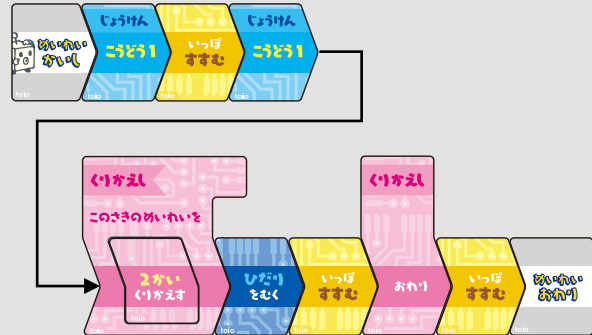 めいれい
かいし
toio
じょうけん
こうどう1
toio
いっぽ
すすむ
toio
じょうけん
こうどう1
toio
くりかえし
このさきのめいれいを
2かい
くりかえす
toio
ひだり
をむく
toio
いっぽ
すすむ
toio
くりかえし
おわり
toio
いっぽ
すすむ
toio
めいれい
おわり
toio